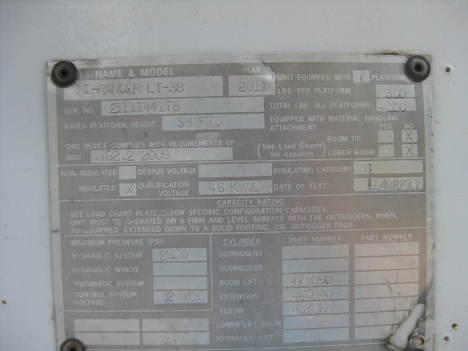 NAME & MODEL YEAR UNIT EQUIPPED WITH 1 PLATFORM
HI-RANGER LT-38 2011 LBS. PER PLATFORM
SER. NO. 2111144178 TOTAL LBS. ALL PLATFORMS
RATED PLATFORM HEIGHT 38 FT. EQUIPPED WITH MATERIAL HANDLING
ATTACHMENT: YES NO
THIS DEVICE COMPLIES WITH REQUIREMENTS OF: (See Load Charts BOOM TIP X
ANSI A92.2-2009 for capacity) LOWER BOOM X
NON-INSULATED DESIGN VOLTAGE INSULATING CATEGORY
INSULATED X QUALIFICATION VOLTAGE 46 KVAC DATE OF TEST
CAPACITY RATING
SEE LOAD CHART PLATE FOR SPECIFIC CONFIGURATION CAPACITIES.
UNIT MUST BE OPERATED ON A FIRM AND LEVEL SURFACE WITH THE OUTRIGGERS, WHEN
SO EQUIPPED, EXTENDED DOWN TO A SOLID FOOTING. USE OUTRIGGER PADS.
MAXIMUM PRESSURE (PSI) CYLINDER PART NUMBER PART NUMBER
HYDRAULIC SYSTEM OUTRIGGERS
HYDRAULIC WINCH OUTRIGGERS
PNEUMATIC SYSTEM BOOM LIFT
CONTROL SYSTEM VOLTAGE 12 VDC EXTENSION
ELBOW
LOWER LIFT BOOM
HYDRAULIC LIFT